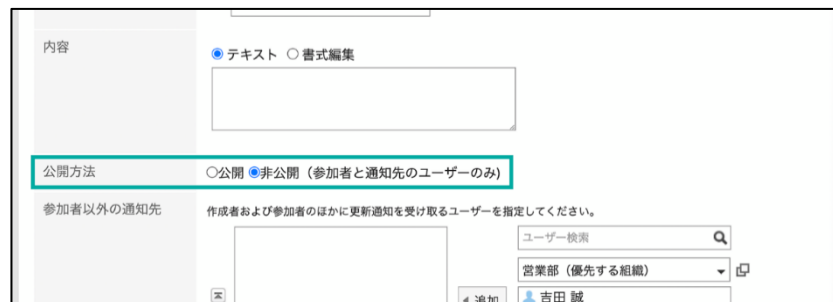 内容
テキスト 書式編集
公開方法
公開 非公開（参加者と通知先のユーザーのみ)
参加者以外の通知先
作成者および参加者のほかに更新通知を受け取るユーザーを指定してください。
ユーザー検索
営業部（優先する組織）
追加
吉田 誠